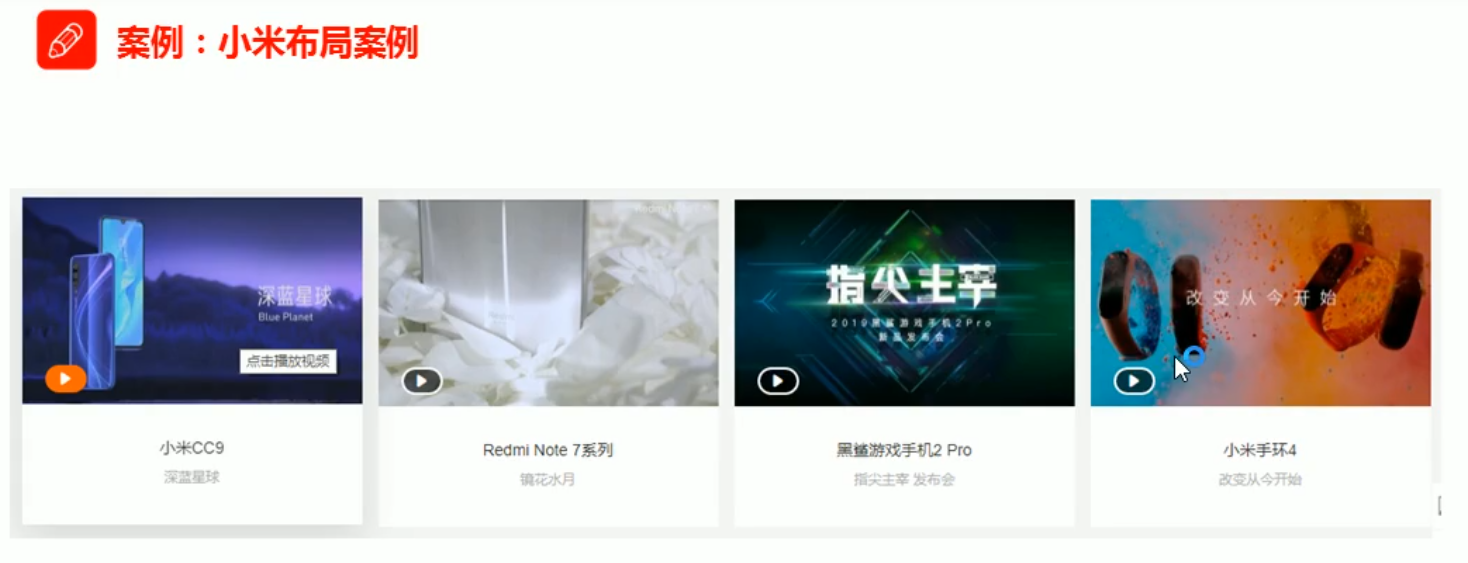 案例：小米布局案例
深蓝星球
Blue Planet
点击播放视频
小米CC9
深蓝星球
Redmi Note 7系列
镜花水月
指尖主宰
2019黑鲨游戏手机2Pro
新品发布会
黑鲨游戏手机2 Pro
指尖主宰 发布会
改变从今开始
小米手环4
改变从今开始